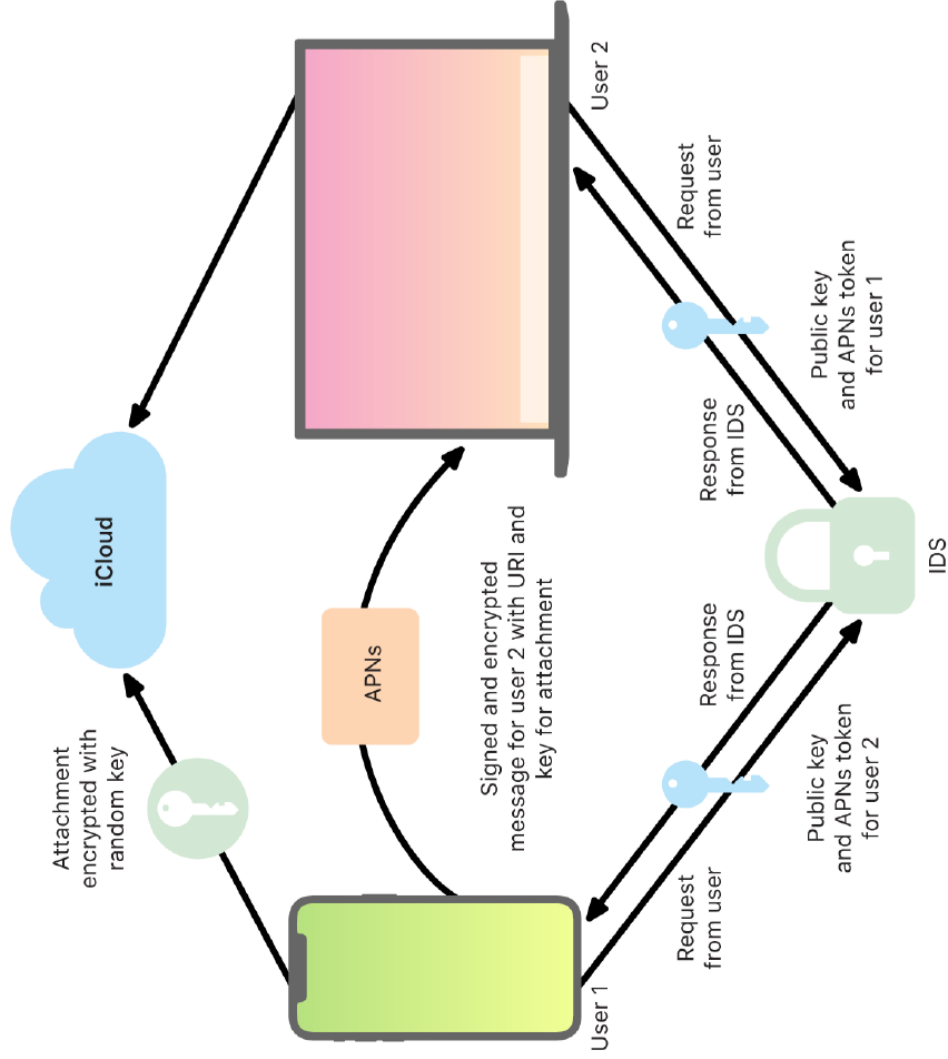 iCloud
Attachment
encrypted with
random key
APNs
Signed and encrypted
message for user 2 with URI and
key for attachment
User 1
User 2
Request
from user
Response
from IDS
Public key
and APNs token
for user 2
Response
from IDS
Request
from user
Public key
and APNs token
for user 1
IDS